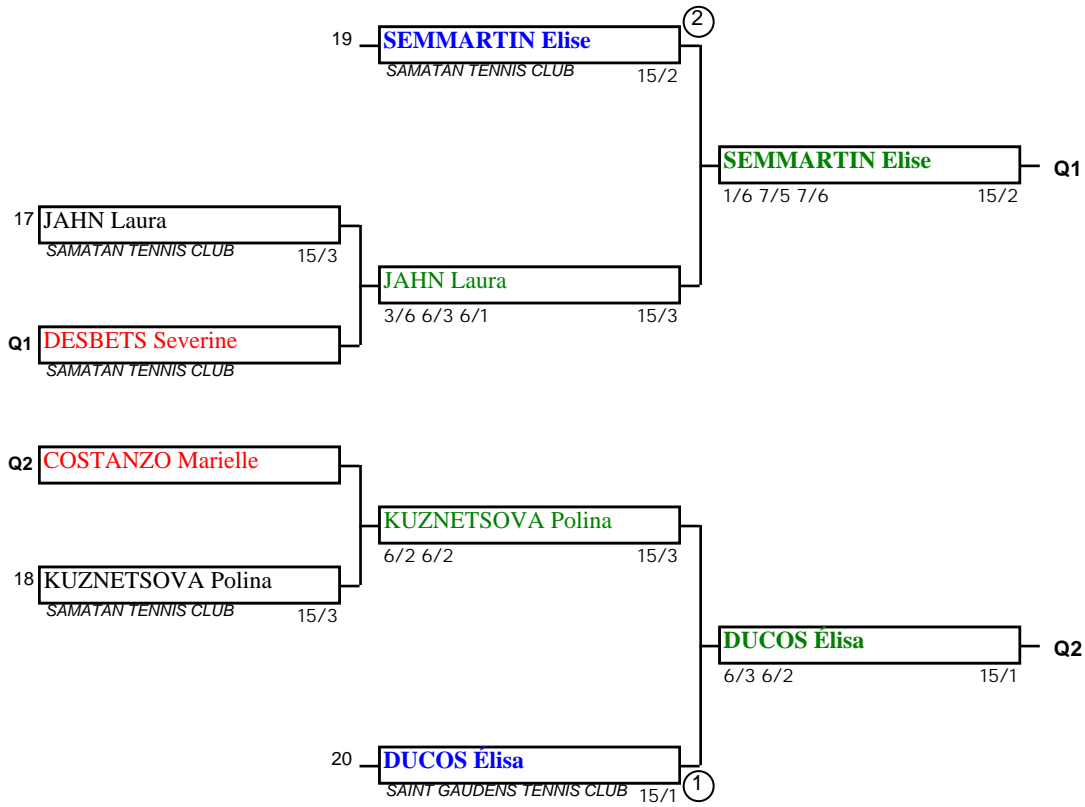 2
19 SEMMARTIN Elise
SAMATAN TENNIS CLUB 15/2
SEMMARTIN Elise Q1
1/6 7/5 7/6 15/2
17 JAHN Laura
SAMATAN TENNIS CLUB 15/3
JAHN Laura
3/6 6/3 6/1 15/3
Q1 DESBETS Severine
SAMATAN TENNIS CLUB
Q2 COSTANZO Marielle
KUZNETSOVA Polina
6/2 6/2 15/3
18 KUZNETSOVA Polina
SAMATAN TENNIS CLUB 15/3
DUCOS Élisa Q2
6/3 6/2 15/1
20 DUCOS Élisa
SAINT GAUDENS TENNIS CLUB 15/1
1